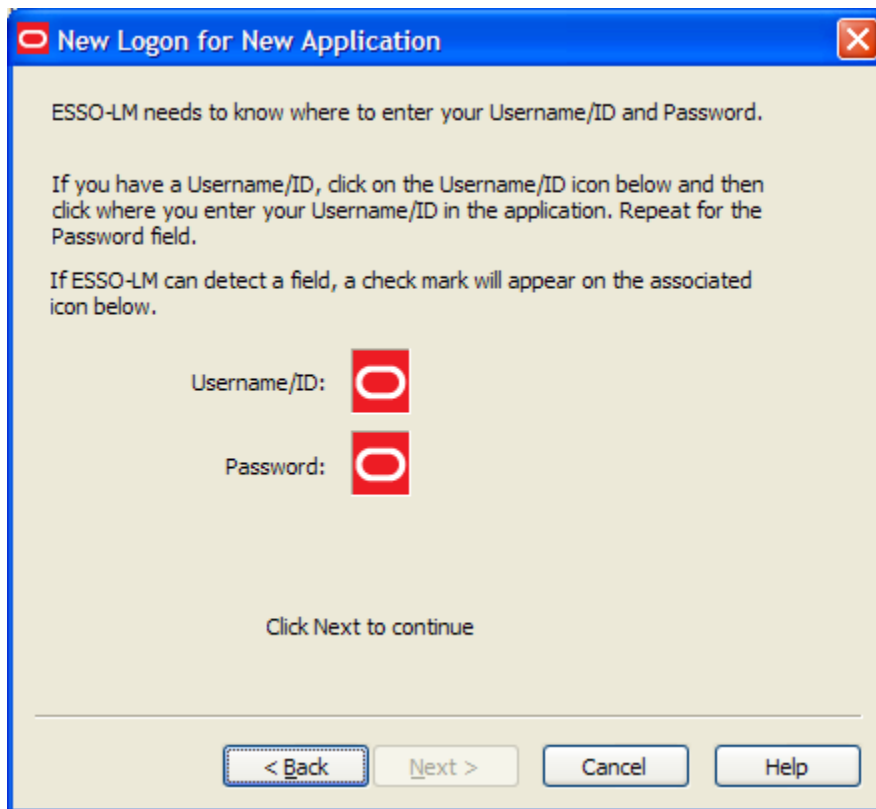 New Logon for New Application
ESSO-LM needs to know where to enter your Username/ID and Password.
If you have a Username/ID, click on the Username/ID icon below and then
click where you enter your Username/ID in the application. Repeat for the
Password field.
If ESSO-LM can detect a field, a check mark will appear on the associated
icon below.
Username/ID:
Password:
Click Next to continue
< Back Next > Cancel Help